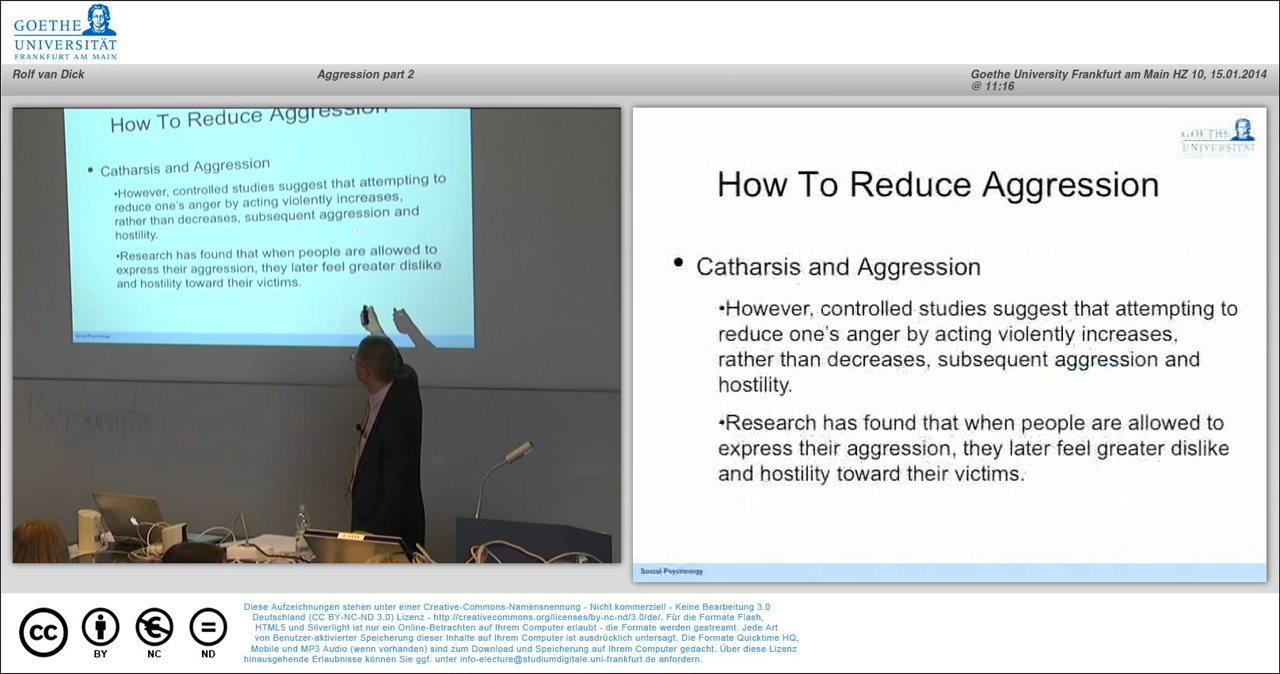 GOETHE
UNIVERSITÄT
FRANKFURT AM MAIN
Rolf van Dick
Aggression part 2
Goethe University Frankfurt am Main HZ 10, 15.01.2014
@ 11:16
How To Reduce Aggression
• Catharsis and Aggression
•However, controlled studies suggest that attempting to
reduce one's anger by acting violently increases,
rather than decreases, subsequent aggression and
hostility.
•Research has found that when people are allowed to
express their aggression, they later feel greater dislike
and hostility toward their victims.
Social Psychology
Berkowitz
GOETHE
UNIVERSITÄT
How To Reduce Aggression
• Catharsis and Aggression
•However, controlled studies suggest that attempting to
reduce one's anger by acting violently increases,
rather than decreases, subsequent aggression and
hostility.
•Research has found that when people are allowed to
express their aggression, they later feel greater dislike
and hostility toward their victims.
Social Psychology
cc
BY
NC
ND
Diese Aufzeichnungen stehen unter einer Creative-Commons-Namensnennung - Nicht kommerziell - Keine Bearbeitung 3.0
Deutschland (CC BY-NC-ND 3.0) Lizenz - http://creativecommons.org/licenses/by-nc-nd/3.0/de/. Für die Formate Flash,
HTML5 und Silverlight ist nur ein Online-Betrachten auf Ihrem Computer erlaubt - die Formate werden gestreamt. Jede Art
von Benutzer-aktivierter Speicherung dieser Inhalte auf Ihrem Computer ist ausdrücklich untersagt. Die Formate Quicktime HQ,
Mobile und MP3 Audio (wenn vorhanden) sind zum Download und Speicherung auf Ihrem Computer gedacht. Über diese Lizenz
hinausgehende Erlaubnisse können Sie ggf. unter info-electure@studiumdigitale.uni-frankfurt.de anfordern.